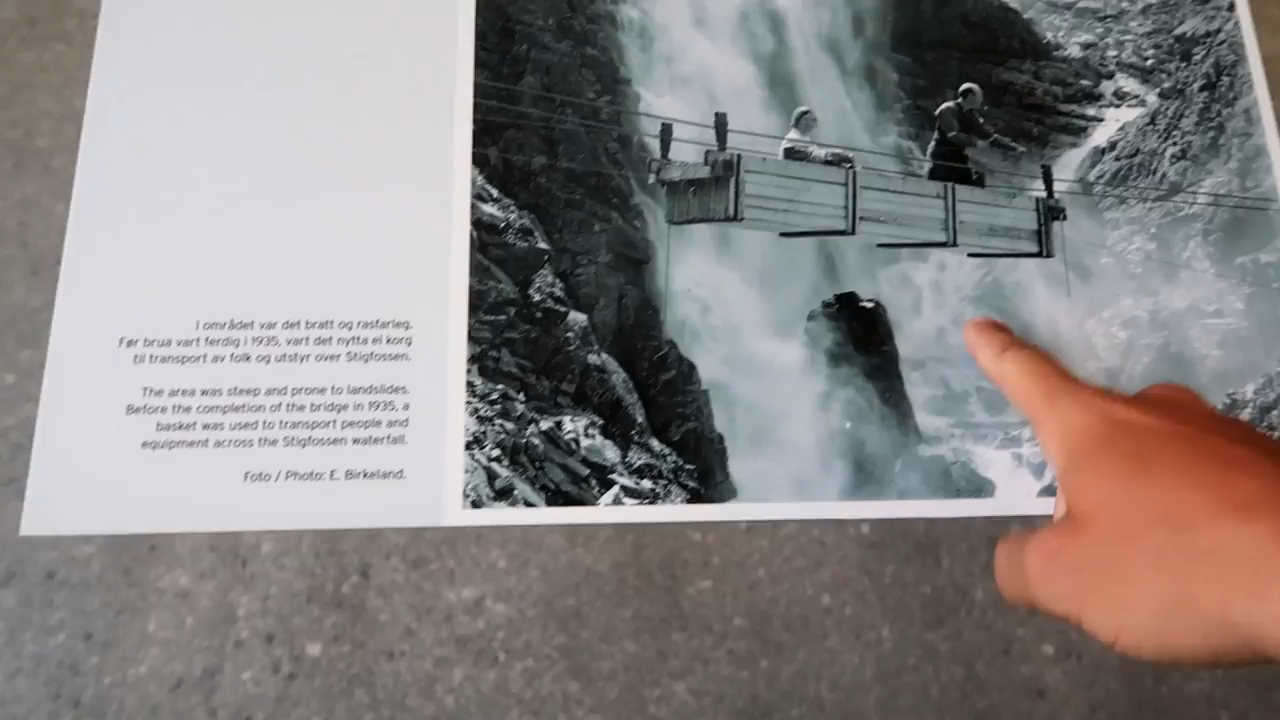 I området var det bratt og rasfarleg.
Før brua vart ferdig i 1935, vart det nytta ei korg
til transport av folk og utstyr over Stigfossen.
The area was steep and prone to landslides.
Before the completion of the bridge in 1935, a
basket was used to transport people and
equipment across the Stigfossen waterfall.
Foto / Photo: E. Birkeland.